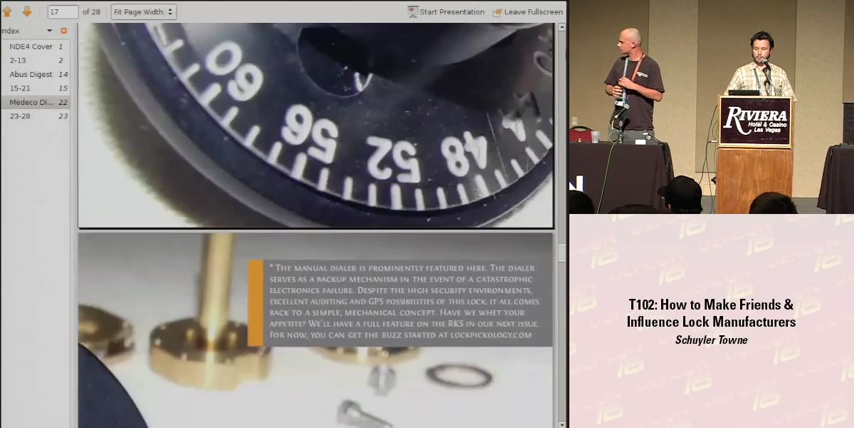 17 of 28 Fit Page Width Start Presentation Leave Fullscreen
ndex
NDE4 Cover 1
2-13 2
Abus Digest 14
15-21 15
Medeco Di... 22
23-28 23
60 56 52 48
* THE MANUAL DIALER IS PROMINENTLY FEATURED HERE. THE DIALER
SERVES AS A BACKUP MECHANISM IN THE EVENT OF A CATASTROPHIC
ELECTRONICS FAILURE. DESPITE THE HIGH SECURITY ENVIRONMENTS,
EXCELLENT AUDITING AND GPS POSSIBILITIES OF THIS LOCK, IT ALL COMES
BACK TO A SIMPLE, MECHANICAL CONCEPT. HAVE WE WHET YOUR
APPETITE? WE'LL HAVE A FULL FEATURE ON THE RKS IN OUR NEXT ISSUE.
FOR NOW, YOU CAN GET THE BUZZ STARTED AT LOCKPICKOLOGY.COM
RIVIERA
Hotel & Casino
Las Vegas
T102: How to Make Friends &
Influence Lock Manufacturers
Schuyler Towne